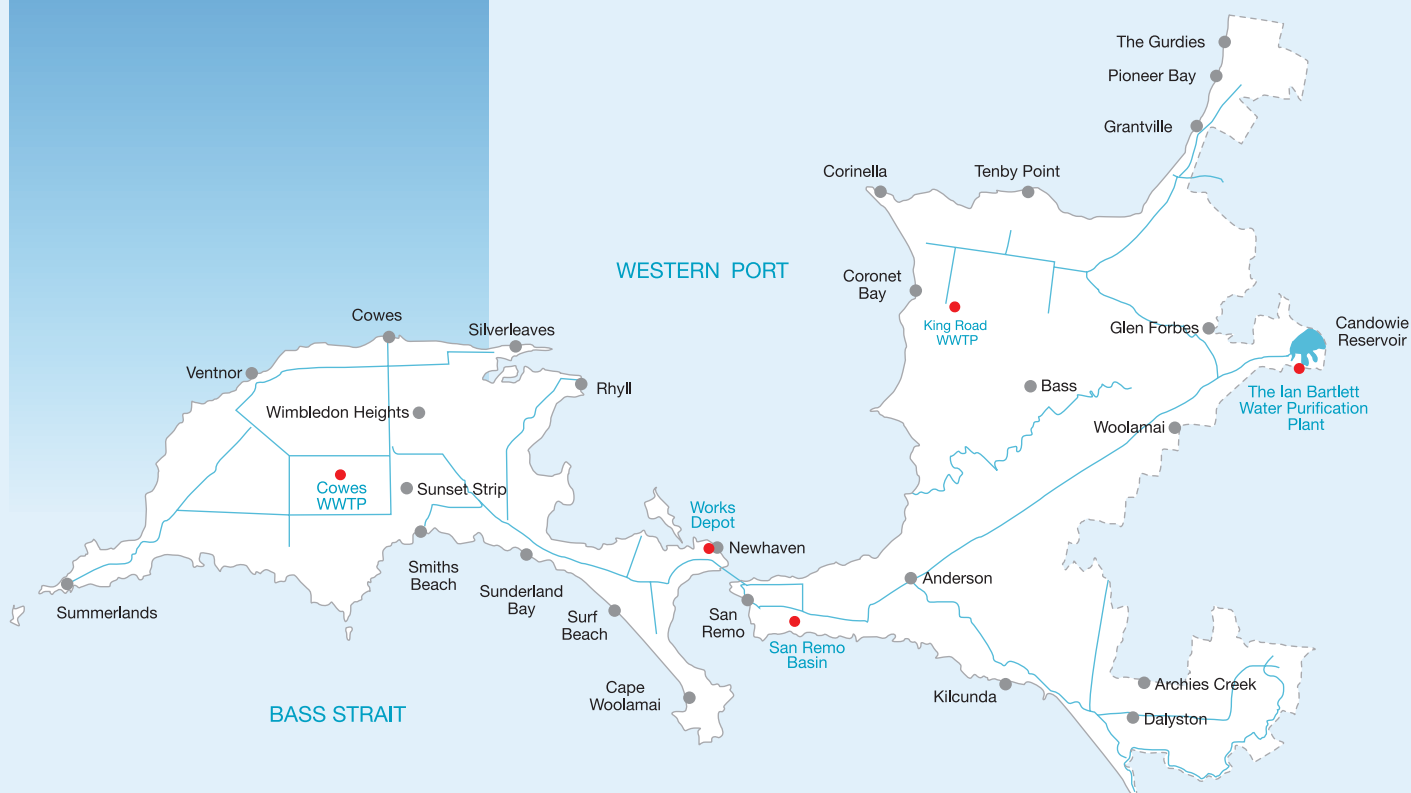 The Gurdies
Pioneer Bay
Grantville
Corinella
Tenby Point
WESTERN PORT
Coronet
Bay
King Road
WWTP
Glen Forbes
Candowie
Reservoir
Cowes
Silverleaves
Ventnor
Rhyll
Wimbledon Heights
Bass
The Ian Bartlett
Water Purification
Plant
Woolamai
Cowes
WWTP
Sunset Strip
Works
Depot
Newhaven
Smiths
Beach
Anderson
Summerlands
Sunderland
Bay
Surf
Beach
San
Remo
San Remo
Basin
Cape
Woolamai
Kilcunda
Archies Creek
Dalyston
BASS STRAIT